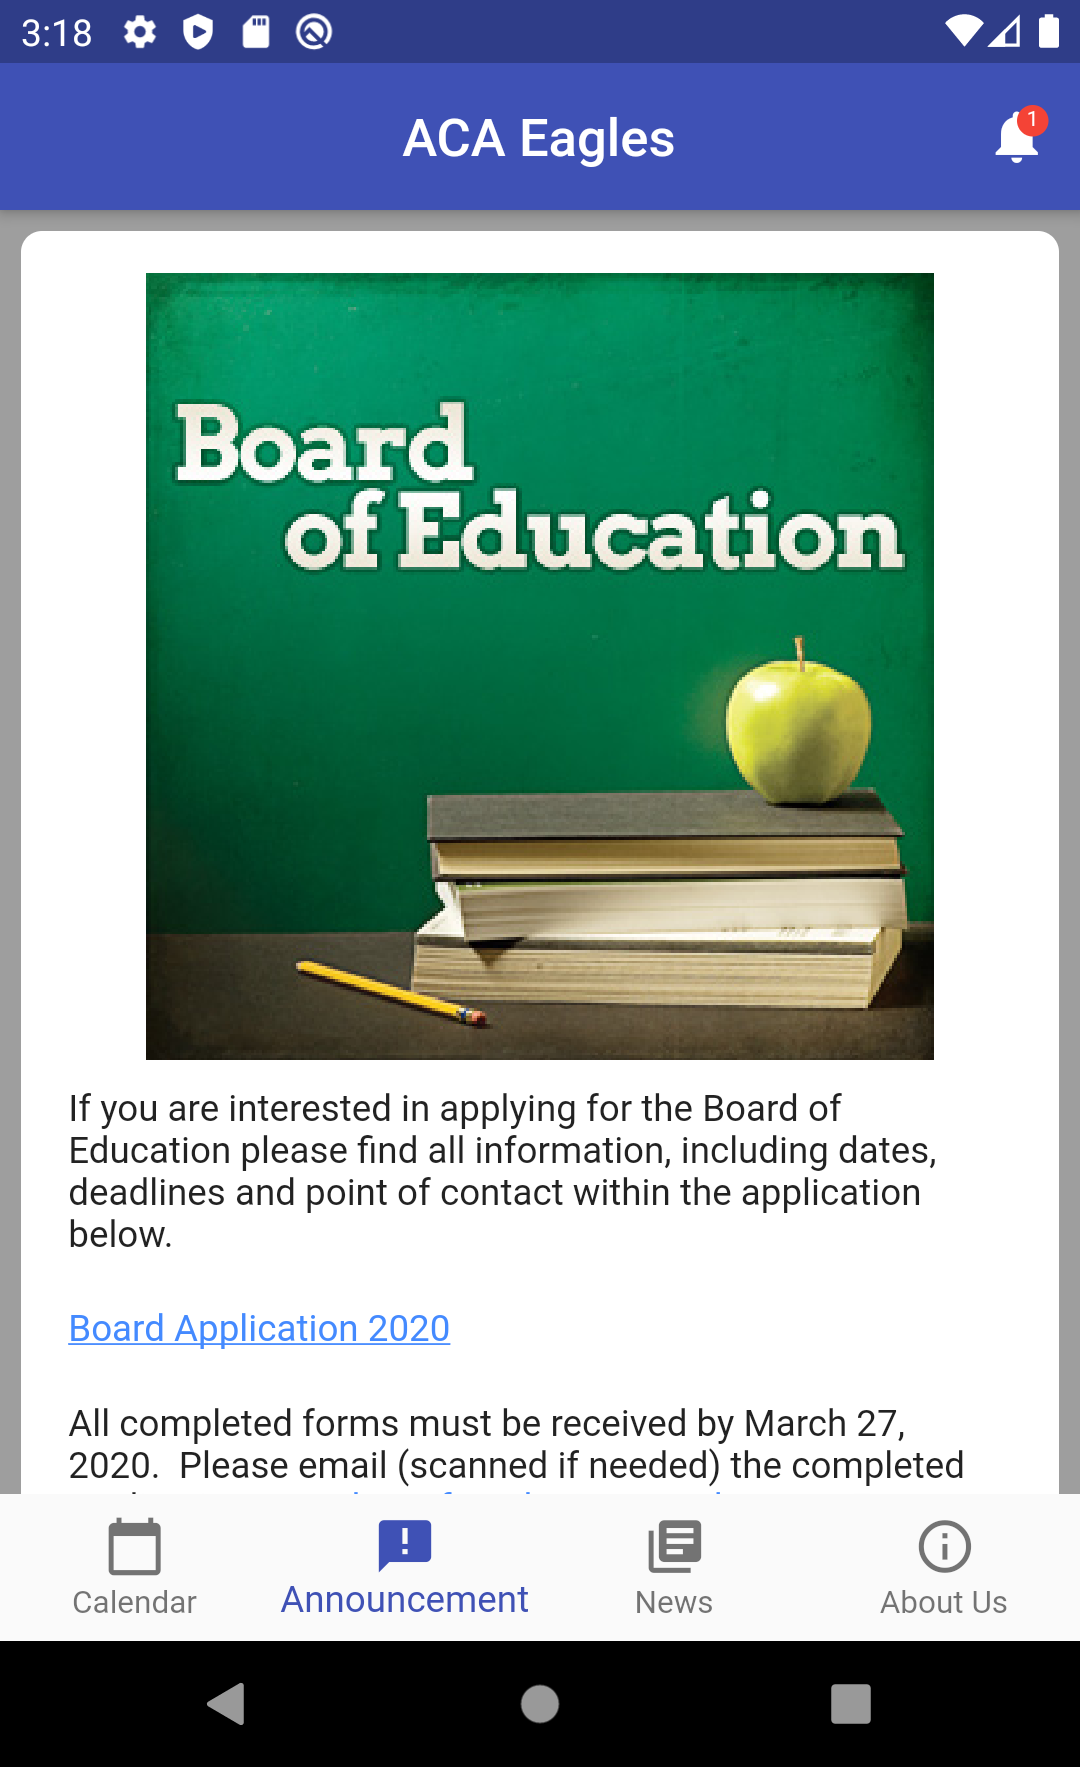 3:18
ACA Eagles
1
Board
of Education
If you are interested in applying for the Board of
Education please find all information, including dates,
deadlines and point of contact within the application
below.
Board Application 2020
All completed forms must be received by March 27,
2020.  Please email (scanned if needed) the completed
Calendar
Announcement
News
About Us